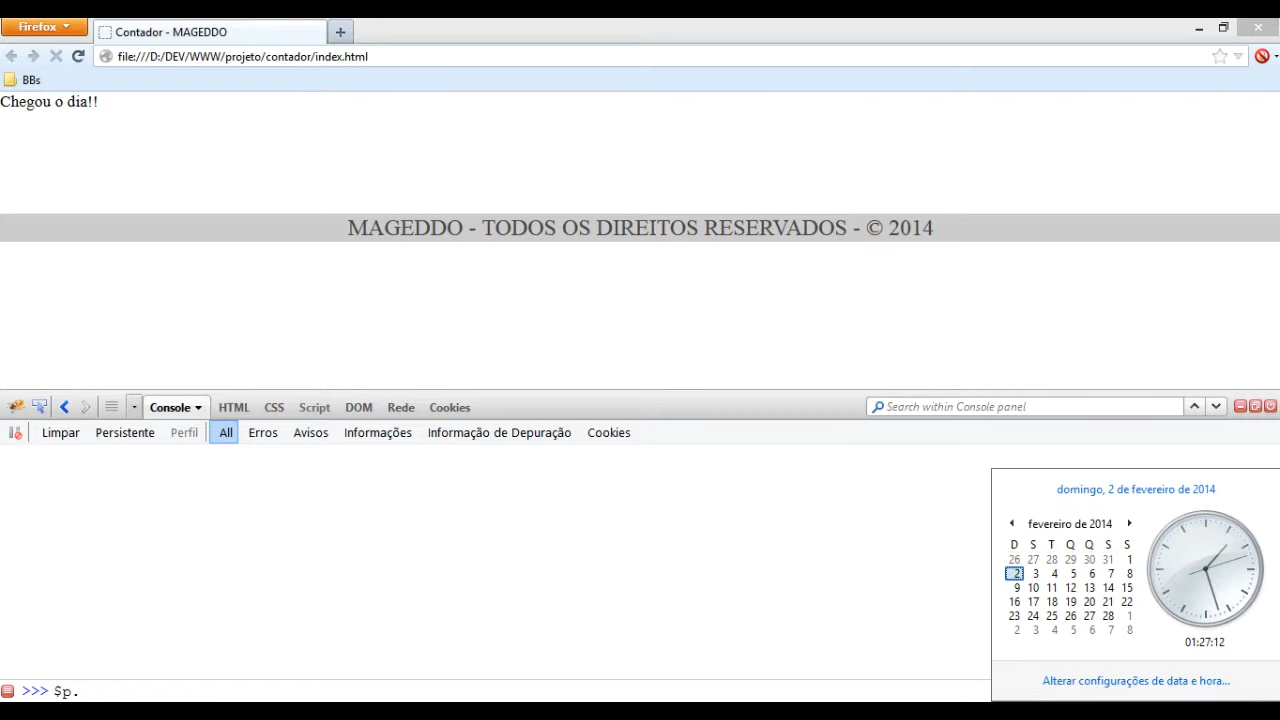 Firefox
Contador - MAGEDDO
file:///D:/DEV/WWW/projeto/contador/index.html
BBs
Chegou o dia!!
MAGEDDO - TODOS OS DIREITOS RESERVADOS - © 2014
Console HTML CSS Script DOM Rede Cookies Search within Console panel
Limpar Persistente Perfil All Erros Avisos Informações Informação de Depuração Cookies
domingo, 2 de fevereiro de 2014
fevereiro de 2014
D S T Q Q S S
26 27 28 29 30 31 1
2 3 4 5 6 7 8
9 10 11 12 13 14 15
16 17 18 19 20 21 22
23 24 25 26 27 28 1
2 3 4 5 6 7 8
01:27:12
Alterar configurações de data e hora...
>>> $p.